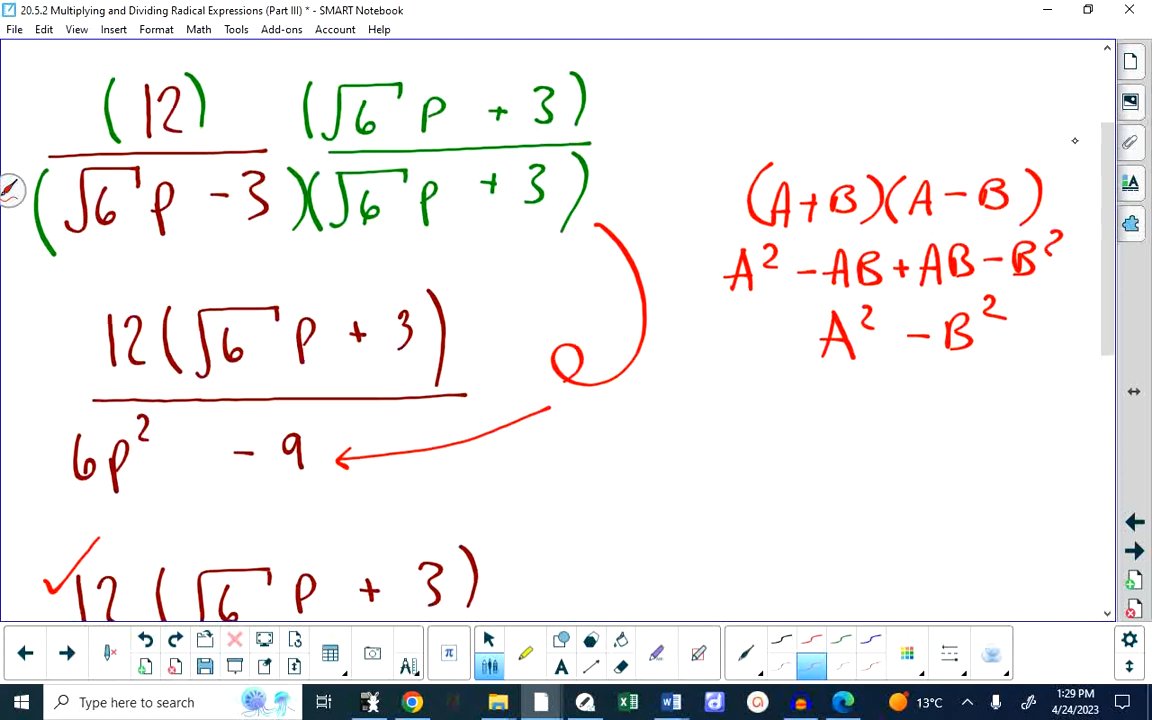 20.5.2 Multiplying and Dividing Radical Expressions (Part III) * - SMART Notebook
File Edit View Insert Format Math Tools Add-ons Account Help
(12) (√6 p + 3)
(√6 p - 3)(√6 p + 3)
12(√6 p + 3)
6p² - 9
✓12(√6 p + 3)
(A+B)(A-B)
A² - AB + AB - B²
A² - B²
π
A
Type here to search
13°C
1:29 PM
4/24/2023